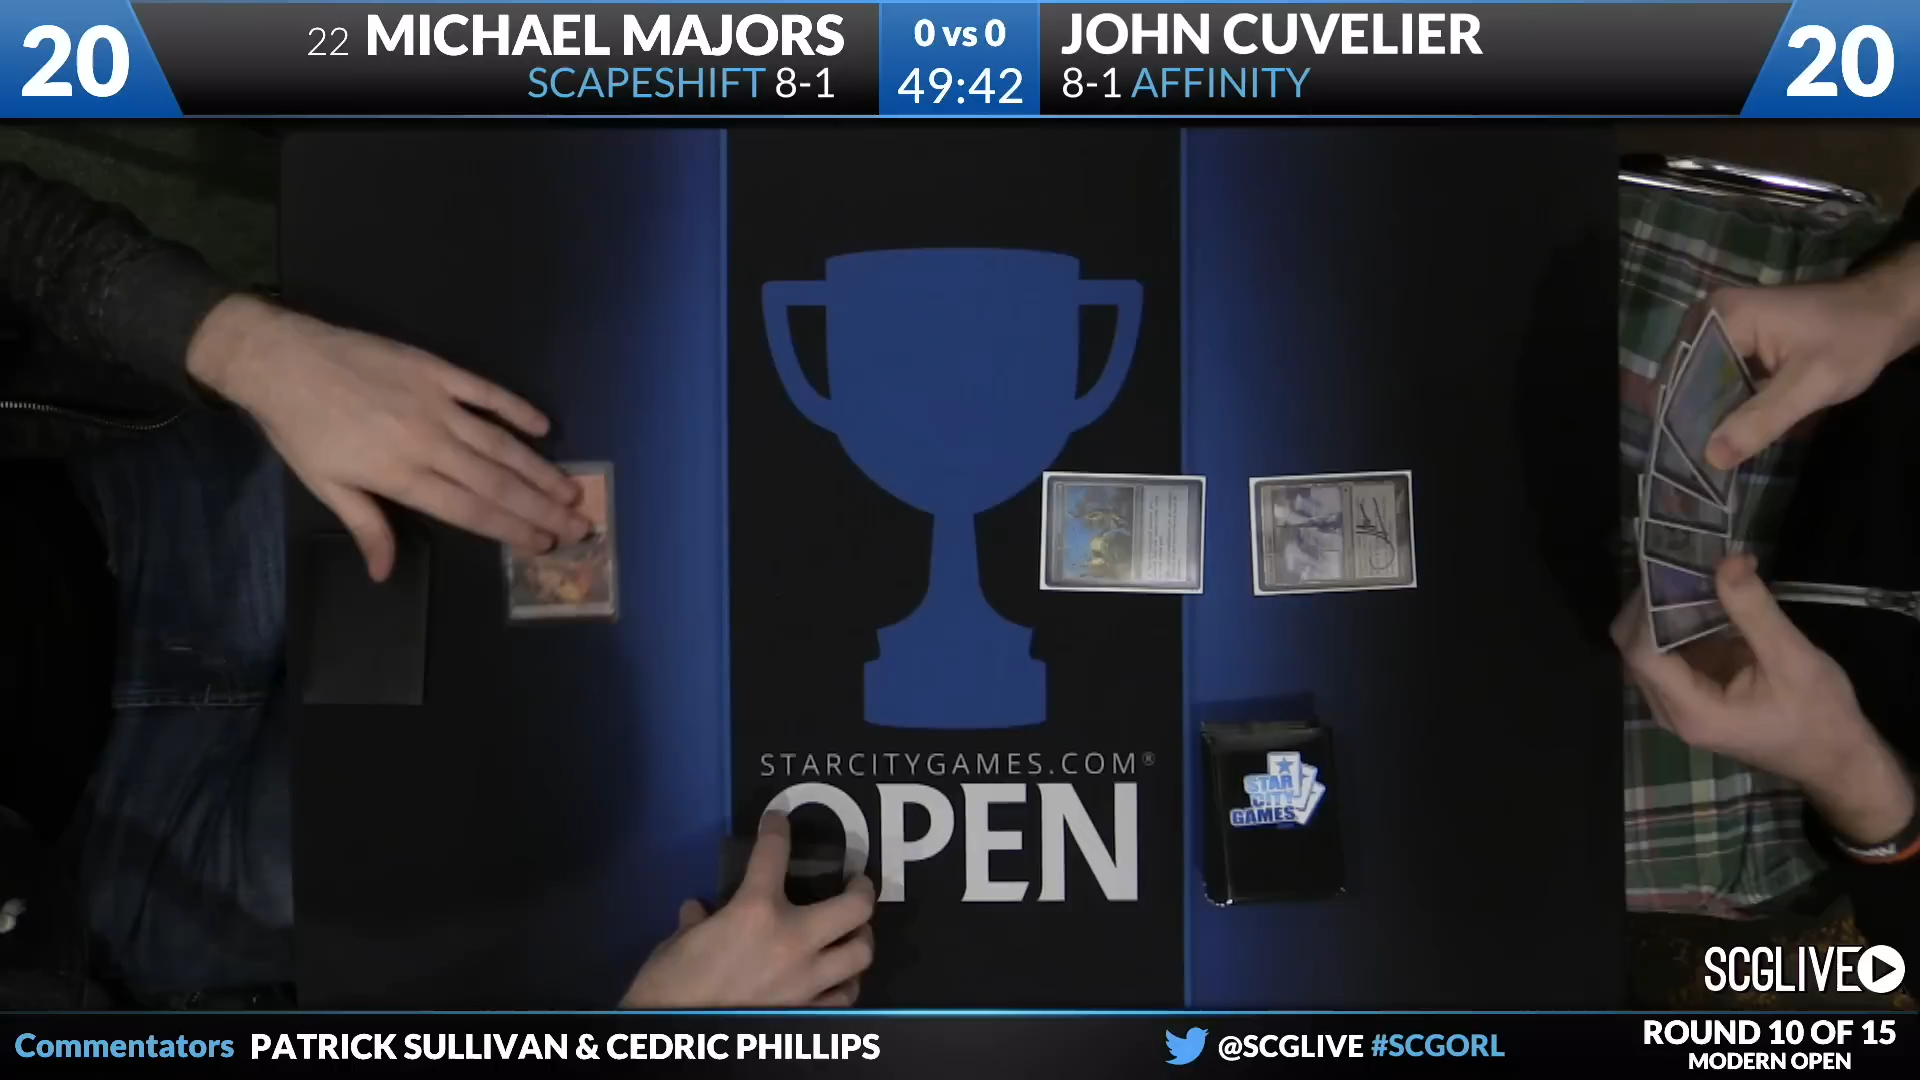 20
22 MICHAEL MAJORS
SCAPESHIFT 8-1
0 vs 0
49:42
JOHN CUVELIER
8-1 AFFINITY
20
STARCITYGAMES.COM®
OPEN
STAR
CITY
GAMES
SCGLIVE
Commentators PATRICK SULLIVAN & CEDRIC PHILLIPS
@SCGLIVE #SCGORL
ROUND 10 OF 15
MODERN OPEN